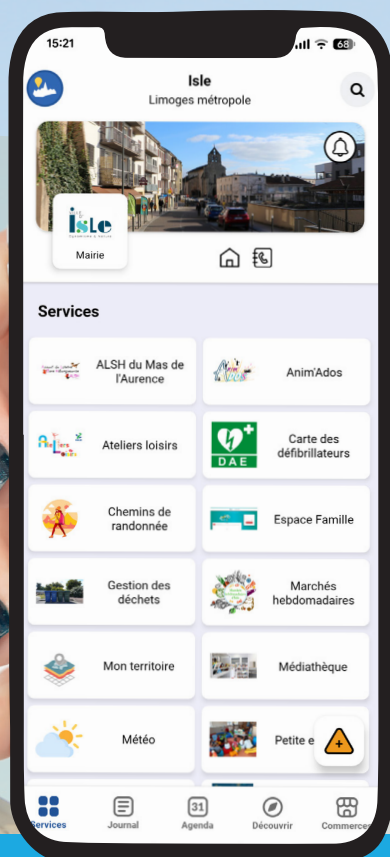 15:21
68
Isle
Limoges métropole
isle
Mairie
Services
ALSH du Mas de
l'Aurence
Anim'Ados
Ateliers loisirs
Carte des
défibrillateurs
DAE
Chemins de
randonnée
Espace Famille
Gestion des
déchets
Marchés
hebdomadaires
Mon territoire
Médiathèque
Météo
Petite e
31
Services
Journal
Agenda
Découvrir
Commerces